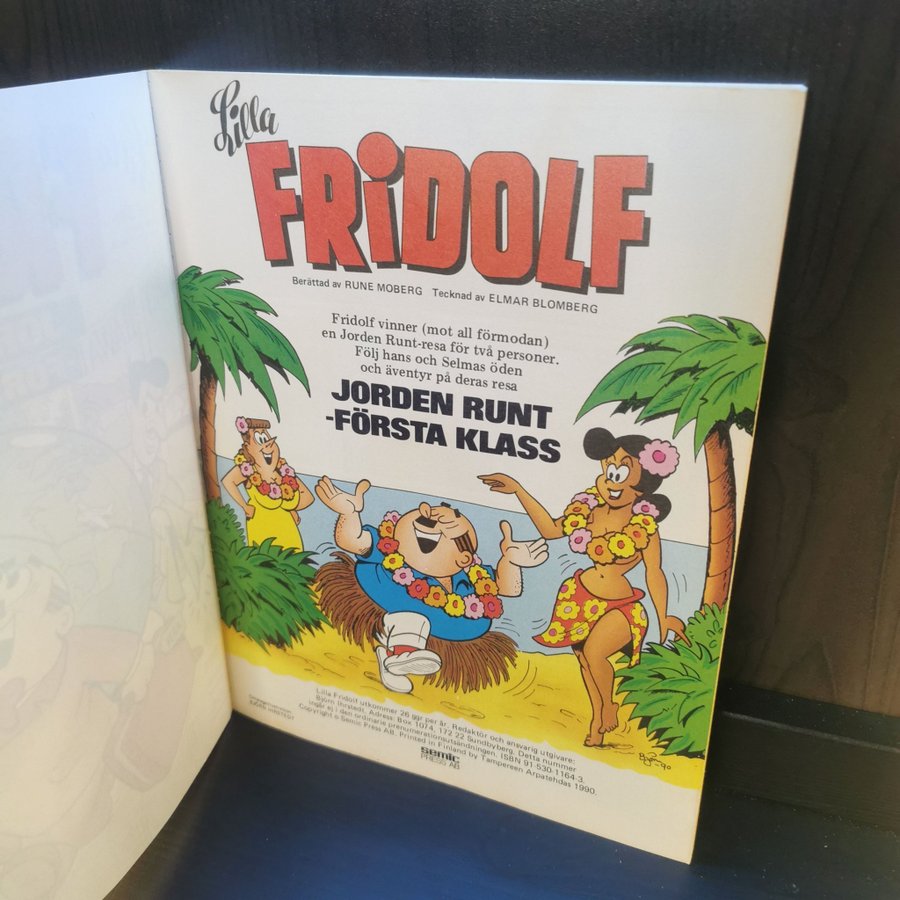 Lilla
FRiDOLF
Berättad av RUNE MOBERG Tecknad av ELMAR BLOMBERG
Fridolf vinner (mot all förmodan)
en Jorden Runt-resa för två personer.
Följ hans och Selmas öden
och äventyr på deras resa
JORDEN RUNT
-FÖRSTA KLASS
Lilla Fridolf utkommer 26 ggr per år. Redaktör och ansvarig utgivare:
Björn Ihrstedt. Adress: Box 1074, 172 22 Sundbyberg. Detta nummer
ingår ej i den ordinarie prenumerationsutsändningen. ISBN 91-530-1164-3.
Copyright © Semic Press AB. Printed in Finland by Tampereen Arpatehdas 1990.
BJÖRN IHRSTEDT
semic
PRESS AB